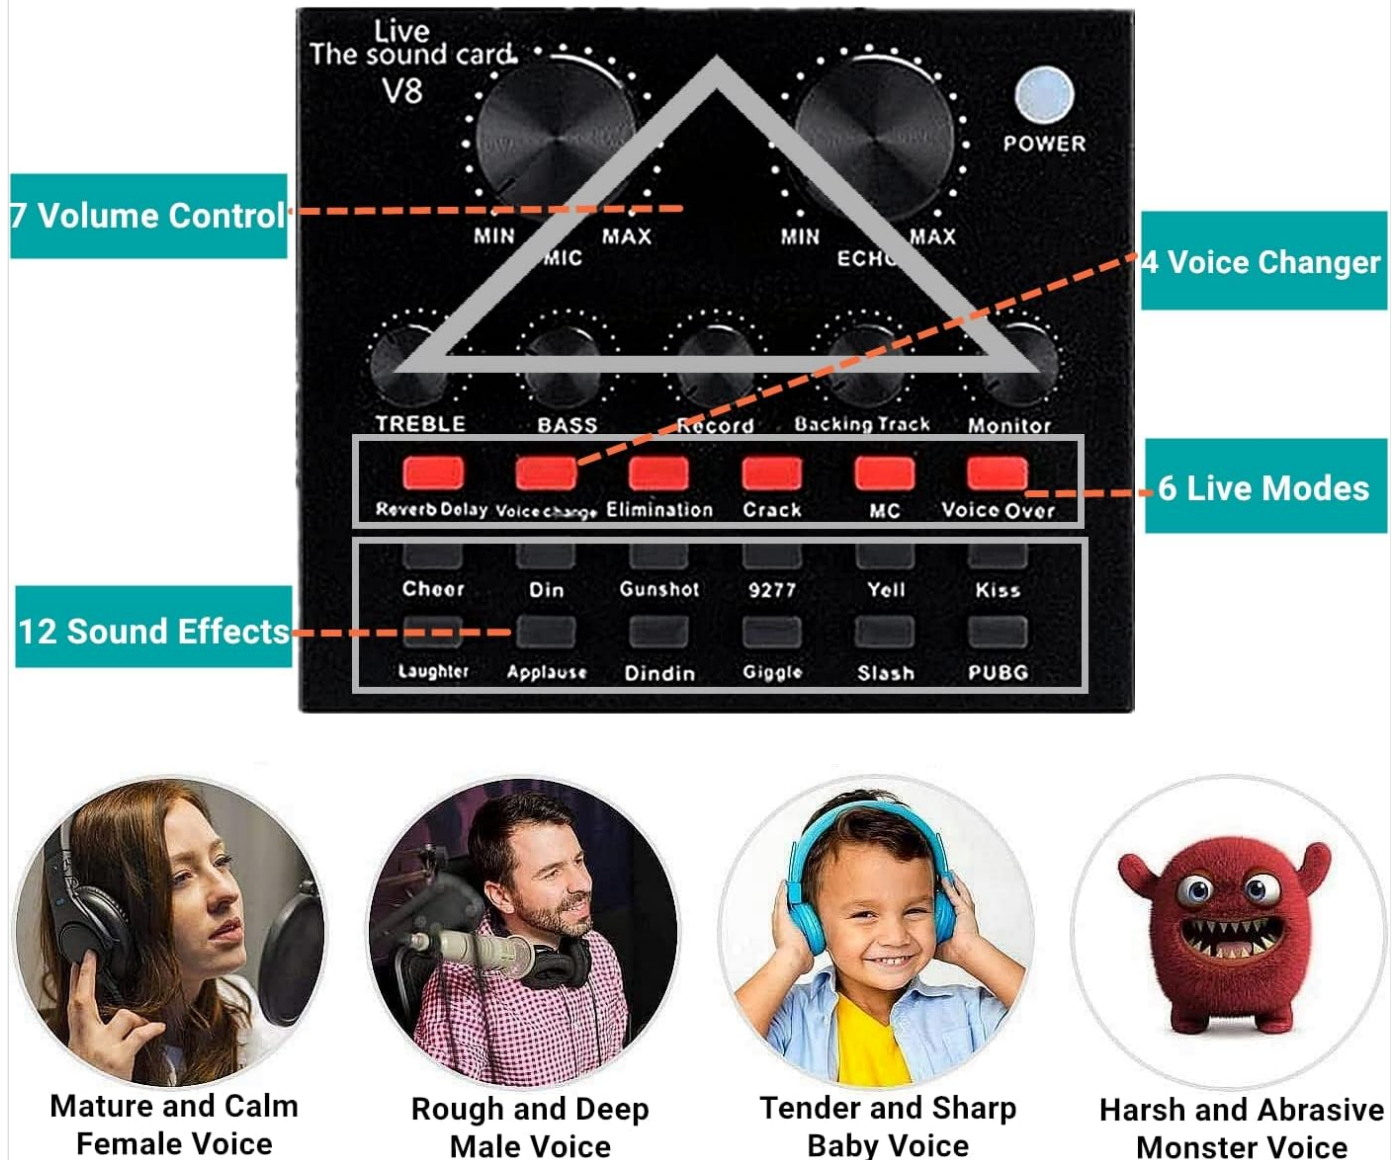 Live
The sound card
V8
POWER
7 Volume Control
MIN MAX
MIC
MIN MAX
ECHO
4 Voice Changer
TREBLE BASS Record Backing Track Monitor
Reverb Delay Voice change Elimination Crack MC Voice Over
6 Live Modes
Cheer Din Gunshot 9277 Yell Kiss
12 Sound Effects
Laughter Applause Dindin Giggle Slash PUBG
Mature and Calm
Female Voice
Rough and Deep
Male Voice
Tender and Sharp
Baby Voice
Harsh and Abrasive
Monster Voice